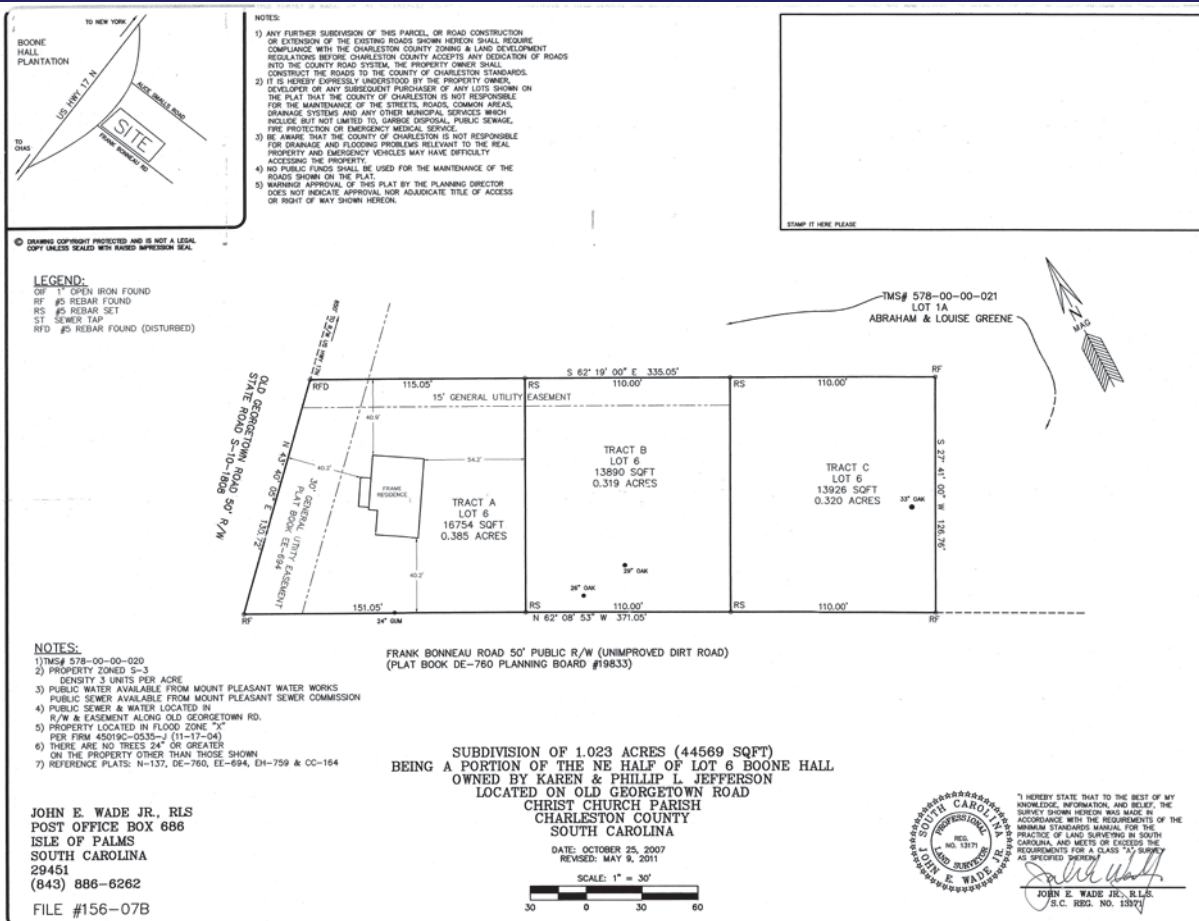 TO NEW YORK
BOONE
HALL
PLANTATION
US HWY 17 N
ALICE SMALLS ROAD
SITE
FRANK BONNEAU RD
TO
CHAS
© DRAWING COPYRIGHT PROTECTED AND IS NOT A LEGAL
COPY UNLESS SEALED WITH RAISED IMPRESSION SEAL
NOTES:
1) ANY FURTHER SUBDIVISION OF THIS PARCEL, OR ROAD CONSTRUCTION
OR EXTENSION OF THE EXISTING ROADS SHOWN HEREON SHALL REQUIRE
COMPLIANCE WITH THE CHARLESTON COUNTY ZONING & LAND DEVELOPMENT
REGULATIONS BEFORE CHARLESTON COUNTY ACCEPTS ANY DEDICATION OF ROADS
INTO THE COUNTY ROAD SYSTEM, THE PROPERTY OWNER SHALL
CONSTRUCT THE ROADS TO THE COUNTY OF CHARLESTON STANDARDS.
2) IT IS HEREBY EXPRESSLY UNDERSTOOD BY THE PROPERTY OWNER,
DEVELOPER OR ANY SUBSEQUENT PURCHASER OF ANY LOTS SHOWN ON
THE PLAT THAT THE COUNTY OF CHARLESTON IS NOT RESPONSIBLE
FOR THE MAINTENANCE OF THE STREETS, ROADS, COMMON AREAS,
DRAINAGE SYSTEMS AND ANY OTHER MUNICIPAL SERVICES WHICH
INCLUDE BUT NOT LIMITED TO, GARBGE DISPOSAL, PUBLIC SEWAGE,
FIRE PROTECTION OR EMERGENCY MEDICAL SERVICE.
3) BE AWARE THAT THE COUNTY OF CHARLESTON IS NOT RESPONSIBLE
FOR DRAINAGE AND FLOODING PROBLEMS RELEVANT TO THE REAL
PROPERTY AND EMERGENCY VEHICLES MAY HAVE DIFFICULTY
ACCESSING THE PROPERTY.
4) NO PUBLIC FUNDS SHALL BE USED FOR THE MAINTENANCE OF THE
ROADS SHOWN ON THE PLAT.
5) WARNING! APPROVAL OF THIS PLAT BY THE PLANNING DIRECTOR
DOES NOT INDICATE APPROVAL NOR ADJUDICATE TITLE OF ACCESS
OR RIGHT OF WAY SHOWN HEREON.
STAMP IT HERE PLEASE
LEGEND:
OIF 1" OPEN IRON FOUND
RF #5 REBAR FOUND
RS #5 REBAR SET
ST SEWER TAP
RFD #5 REBAR FOUND (DISTURBED)
TMS# 578-00-00-021
LOT 1A
ABRAHAM & LOUISE GREENE
N
MAG
TO R/W US HWY 17N
S 62° 19' 00" E 335.05'
RFD
115.05'
RS
110.00'
RS
110.00'
RF
15' GENERAL UTILITY EASEMENT
OLD GEORGETOWN ROAD 50' R/W
STATE ROAD S-10-1808
N 43° 40' 05" E 130.72'
30' GENERAL UTILITY EASEMENT
PLAT BOOK EE-694
40.9'
40.3'
54.2'
40.2'
FRAME
RESIDENCE
TRACT A
LOT 6
16754 SQFT
0.385 ACRES
TRACT B
LOT 6
13890 SQFT
0.319 ACRES
TRACT C
LOT 6
13926 SQFT
0.320 ACRES
33" OAK
S 27° 41' 00" W 126.76'
29" OAK
26" OAK
RF
151.05'
24" GUM
RS
110.00'
RS
110.00'
RF
N 62° 08' 53" W 371.05'
FRANK BONNEAU ROAD 50' PUBLIC R/W (UNIMPROVED DIRT ROAD)
(PLAT BOOK DE-760 PLANNING BOARD #19833)
NOTES:
1)TMS# 578-00-00-020
2) PROPERTY ZONED S-3
DENSITY 3 UNITS PER ACRE
3) PUBLIC WATER AVAILABLE FROM MOUNT PLEASANT WATER WORKS
PUBLIC SEWER AVAILABLE FROM MOUNT PLEASANT SEWER COMMISSION
4) PUBLIC SEWER & WATER LOCATED IN
R/W & EASEMENT ALONG OLD GEORGETOWN RD.
5) PROPERTY LOCATED IN FLOOD ZONE "X"
PER FIRM 45019C-0535-J (11-17-04)
6) THERE ARE NO TREES 24" OR GREATER
ON THE PROPERTY OTHER THAN THOSE SHOWN
7) REFERENCE PLATS: N-137, DE-760, EE-694, EH-759 & CC-164
JOHN E. WADE JR., RLS
POST OFFICE BOX 686
ISLE OF PALMS
SOUTH CAROLINA
29451
(843) 886-6262
FILE #156-07B
SUBDIVISION OF 1.023 ACRES (44569 SQFT)
BEING A PORTION OF THE NE HALF OF LOT 6 BOONE HALL
OWNED BY KAREN & PHILLIP L. JEFFERSON
LOCATED ON OLD GEORGETOWN ROAD
CHRIST CHURCH PARISH
CHARLESTON COUNTY
SOUTH CAROLINA
DATE: OCTOBER 25, 2007
REVISED: MAY 9, 2011
SCALE: 1" = 30'
30 0 30 60
SOUTH CAROLINA
PROFESSIONAL
REG.
NO. 13171
LAND SURVEYOR
JOHN E. WADE JR.
"I HEREBY STATE THAT TO THE BEST OF MY
KNOWLEDGE, INFORMATION, AND BELIEF, THE
SURVEY SHOWN HEREON WAS MADE IN
ACCORDANCE WITH THE REQUIREMENTS OF THE
MINIMUM STANDARDS MANUAL FOR THE
PRACTICE OF LAND SURVEYING IN SOUTH
CAROLINA, AND MEETS OR EXCEEDS THE
REQUIREMENTS FOR A CLASS "A" SURVEY
AS SPECIFIED THEREIN."
JOHN E. WADE JR., R.L.S.
S.C. REG. NO. 13171